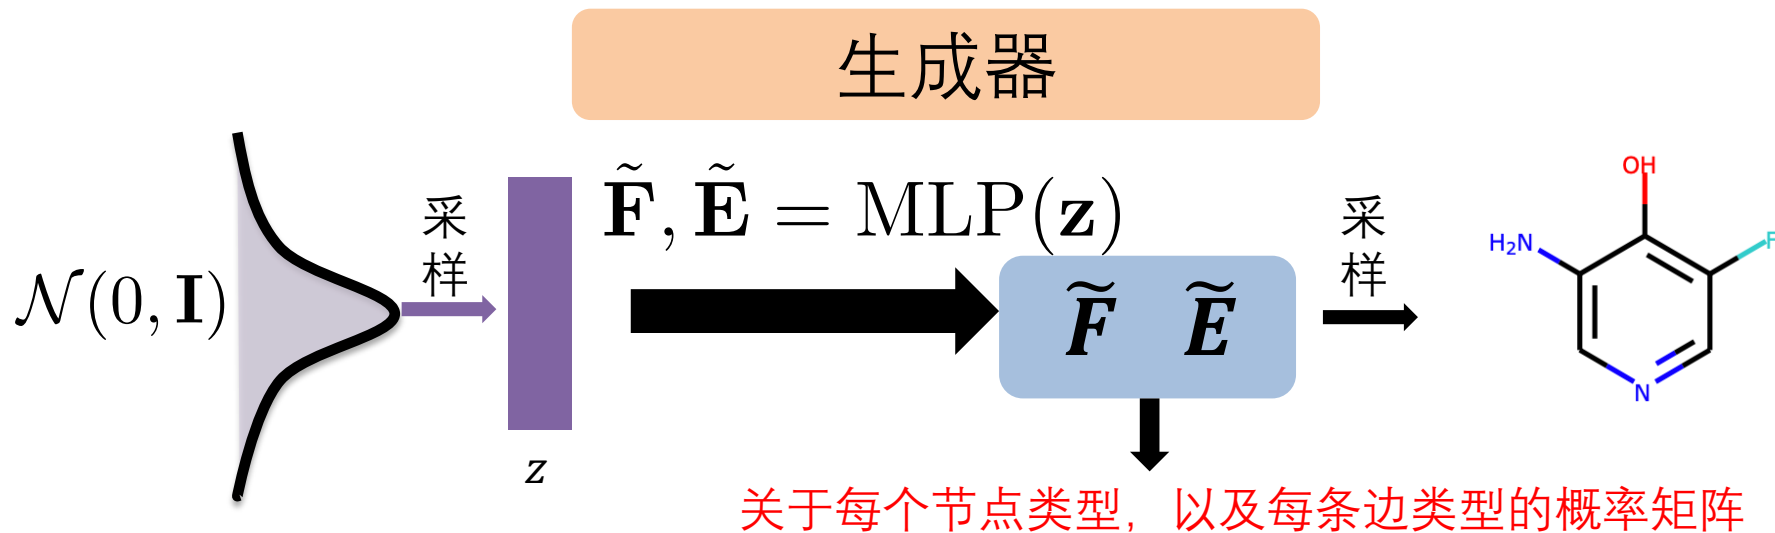 生成器
𝒩(0, 𝐈)
采样
z
F̃, Ẽ = MLP(z)
F̃ Ẽ
采样
OH
H₂N
F
N
关于每个节点类型，以及每条边类型的概率矩阵